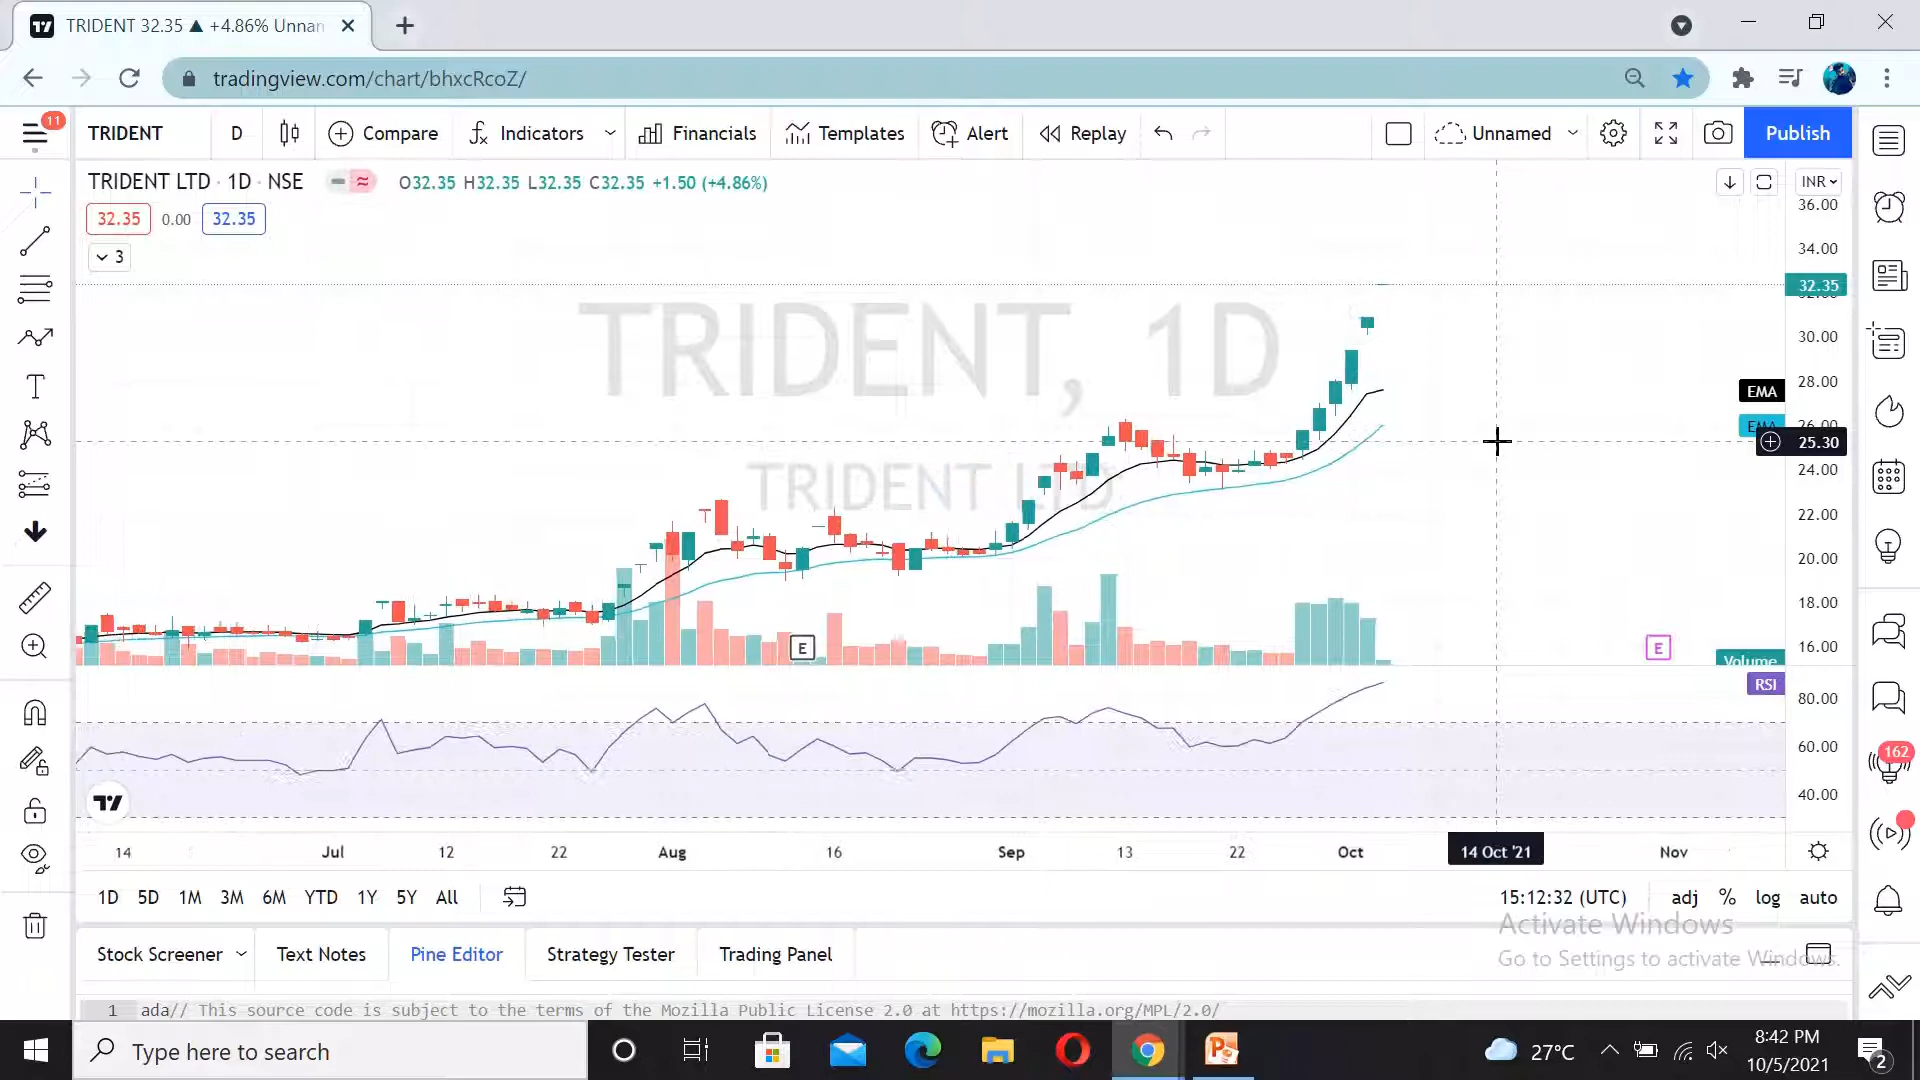 TRIDENT 32.35 ▲ +4.86% Unnan
tradingview.com/chart/bhxcRcoZ/
11
TRIDENT D Compare Indicators Financials Templates Alert Replay Unnamed Publish
TRIDENT LTD · 1D · NSE O32.35 H32.35 L32.35 C32.35 +1.50 (+4.86%) INR
32.35 0.00 32.35
3
TRIDENT, 1D
TRIDENT LTD
36.00
34.00
32.35
30.00
28.00
EMA
26.00
EMA
25.30
24.00
22.00
20.00
18.00
16.00
E E
Volume
RSI
80.00
60.00
40.00
14 Jul 12 22 Aug 16 Sep 13 22 Oct 14 Oct '21 Nov
162
1D 5D 1M 3M 6M YTD 1Y 5Y All 15:12:32 (UTC) adj % log auto
Activate Windows
Go to Settings to activate Windows.
Stock Screener Text Notes Pine Editor Strategy Tester Trading Panel
1 ada// This source code is subject to the terms of the Mozilla Public License 2.0 at https://mozilla.org/MPL/2.0/
Type here to search 27°C 8:42 PM
10/5/2021 2